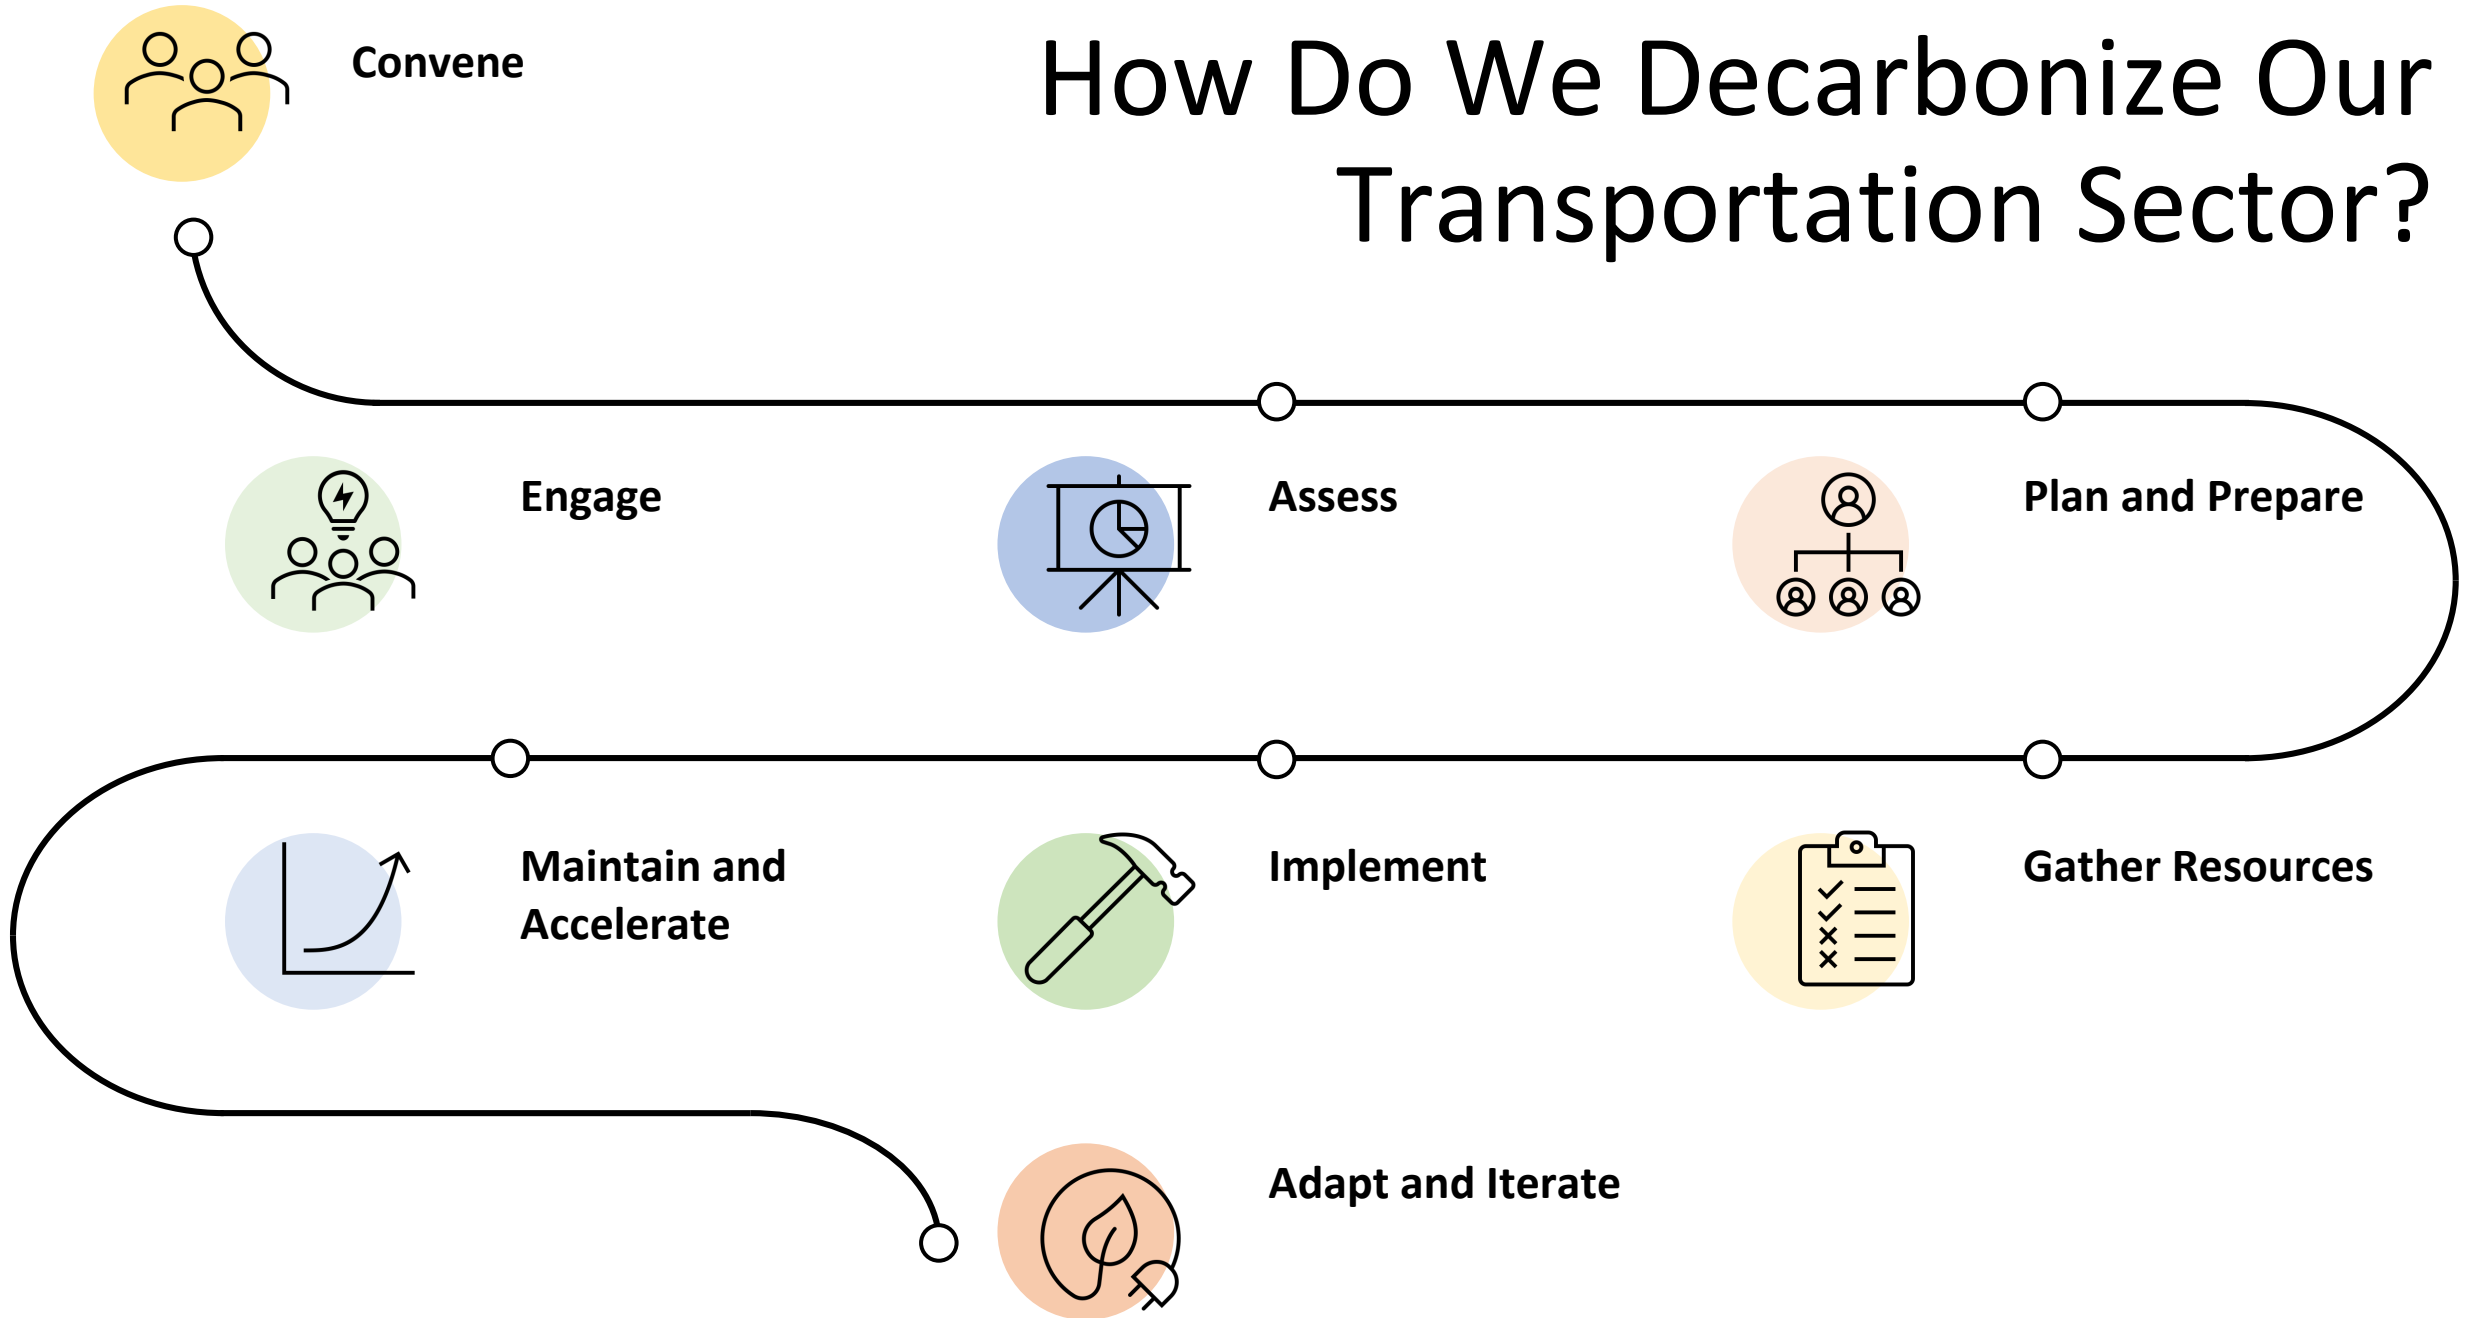 How Do We Decarbonize Our
Transportation Sector?
Convene
Engage
Assess
Plan and Prepare
Gather Resources
Implement
Maintain and
Accelerate
Adapt and Iterate